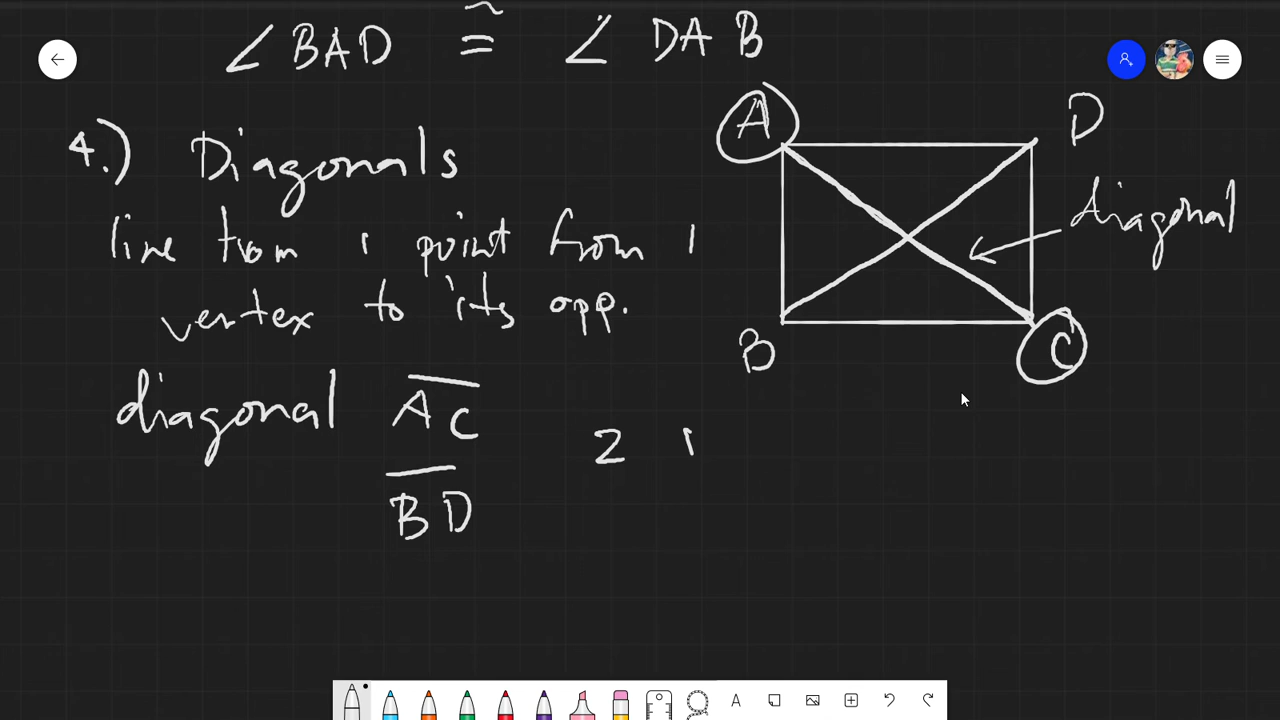 ∠BAD ≅ ∠DAB
4.) Diagonals
line from 1 point from 1
vertex to its opp.
diagonal AC
BD
2 1
A
D
diagonal
B
C
A